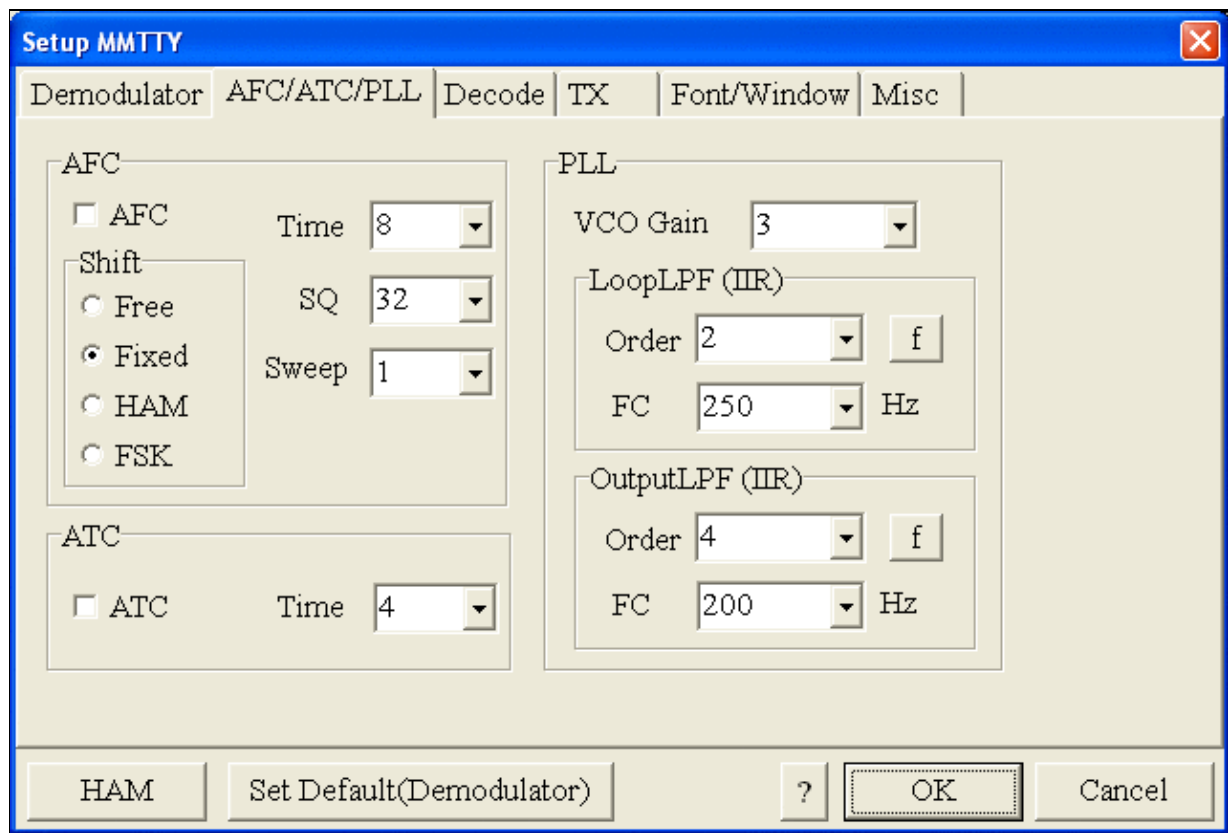 Setup MMTTY
Demodulator AFC/ATC/PLL Decode TX Font/Window Misc
AFC
AFC
Time 8
Shift
Free
Fixed
HAM
FSK
SQ 32
Sweep 1
ATC
ATC
Time 4
PLL
VCO Gain 3
LoopLPF (IIR)
Order 2 f
FC 250 Hz
OutputLPF (IIR)
Order 4 f
FC 200 Hz
HAM Set Default(Demodulator) ? OK Cancel